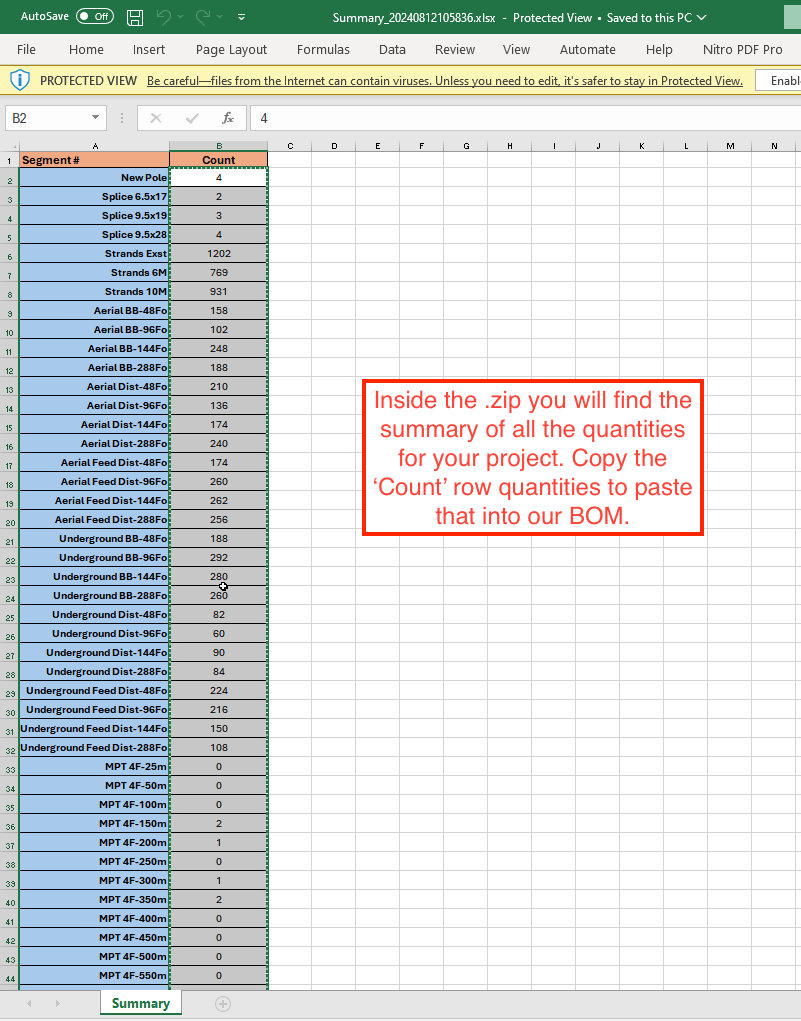 AutoSave Off Summary_20240812105836.xlsx - Protected View • Saved to this PC
File Home Insert Page Layout Formulas Data Review View Automate Help Nitro PDF Pro
PROTECTED VIEW Be careful—files from the Internet can contain viruses. Unless you need to edit, it's safer to stay in Protected View. Enabl
B2 fx 4
A B C D E F G H I J K L M N
1 Segment # Count
2 New Pole 4
3 Splice 6.5x17 2
4 Splice 9.5x19 3
5 Splice 9.5x28 4
6 Strands Exst 1202
7 Strands 6M 769
8 Strands 10M 931
9 Aerial BB-48Fo 158
10 Aerial BB-96Fo 102
11 Aerial BB-144Fo 248
12 Aerial BB-288Fo 188
13 Aerial Dist-48Fo 210
14 Aerial Dist-96Fo 136
15 Aerial Dist-144Fo 174
16 Aerial Dist-288Fo 240
17 Aerial Feed Dist-48Fo 174
18 Aerial Feed Dist-96Fo 260
19 Aerial Feed Dist-144Fo 262
20 Aerial Feed Dist-288Fo 256
21 Underground BB-48Fo 188
22 Underground BB-96Fo 292
23 Underground BB-144Fo 280
24 Underground BB-288Fo 260
25 Underground Dist-48Fo 82
26 Underground Dist-96Fo 60
27 Underground Dist-144Fo 90
28 Underground Dist-288Fo 84
29 Underground Feed Dist-48Fo 224
30 Underground Feed Dist-96Fo 216
31 Underground Feed Dist-144Fo 150
32 Underground Feed Dist-288Fo 108
33 MPT 4F-25m 0
34 MPT 4F-50m 0
35 MPT 4F-100m 0
36 MPT 4F-150m 2
37 MPT 4F-200m 1
38 MPT 4F-250m 0
39 MPT 4F-300m 1
40 MPT 4F-350m 2
41 MPT 4F-400m 0
42 MPT 4F-450m 0
43 MPT 4F-500m 0
44 MPT 4F-550m 0
Inside the .zip you will find the
summary of all the quantities
for your project. Copy the
‘Count’ row quantities to paste
that into our BOM.
Summary